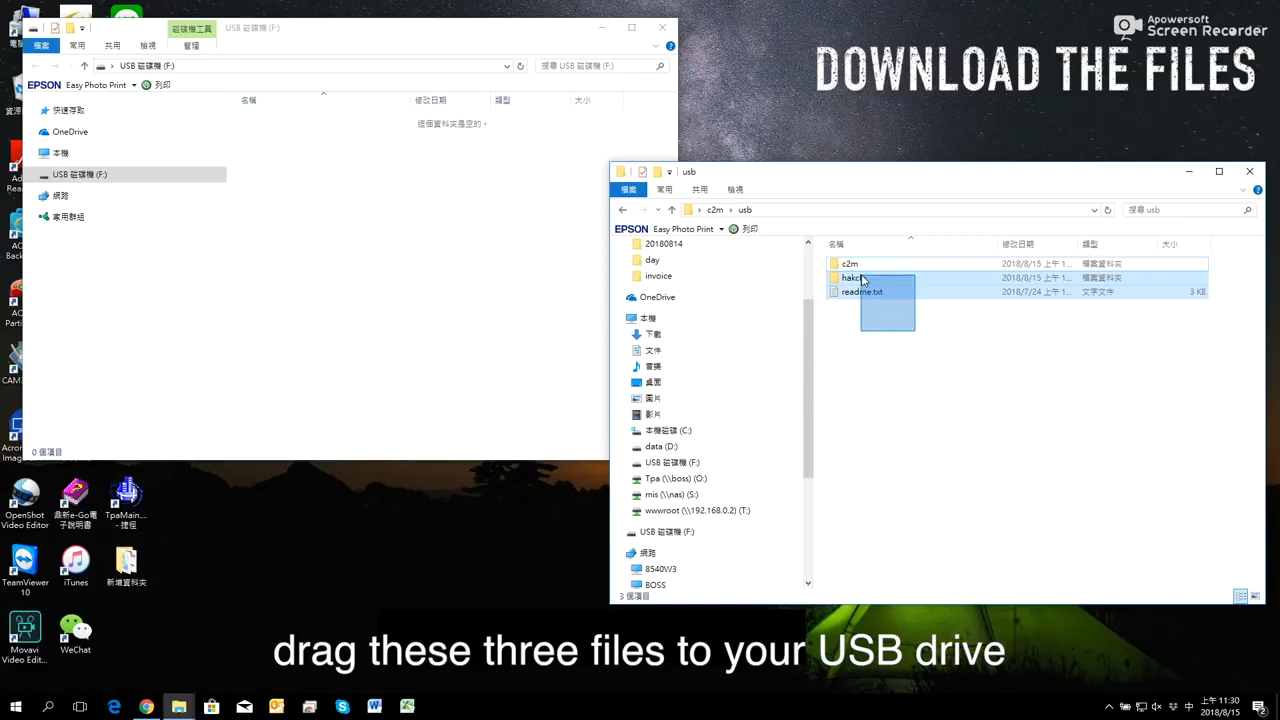 Apowersoft
Screen Recorder
DOWNLOAD THE FILES
磁碟機工具
USB 磁碟機 (F:)
檔案
常用
共用
檢視
管理
USB 磁碟機 (F:)
搜尋 USB 磁碟機 (F:)
EPSON Easy Photo Print
列印
名稱
修改日期
類型
大小
這個資料夾是空的。
快速存取
OneDrive
本機
USB 磁碟機 (F:)
網路
家用群組
0 個項目
usb
檔案
常用
共用
檢視
c2m
usb
搜尋 usb
EPSON Easy Photo Print
列印
名稱
修改日期
類型
大小
20180814
day
invoice
OneDrive
本機
下載
文件
音樂
桌面
圖片
影片
本機磁碟 (C:)
data (D:)
USB 磁碟機 (F:)
Tpa (\\boss) (O:)
mis (\\nas) (S:)
wwwroot (\\192.168.0.2) (T:)
USB 磁碟機 (F:)
網路
8540W3
BOSS
c2m 2018/8/15 上午 1... 檔案資料夾
2018/8/15 上午 1... 檔案資料夾
readme.txt 2018/7/24 上午 1... 文字文件 3 KB
3 個項目
OpenShot
Video Editor
鼎新e-Go電
子說明書
TpaMain....
- 捷徑
TeamViewer
10
iTunes
新增資料夾
Movavi
Video Edit...
WeChat
drag these three files to your USB drive
中
上午 11:30
2018/8/15
2